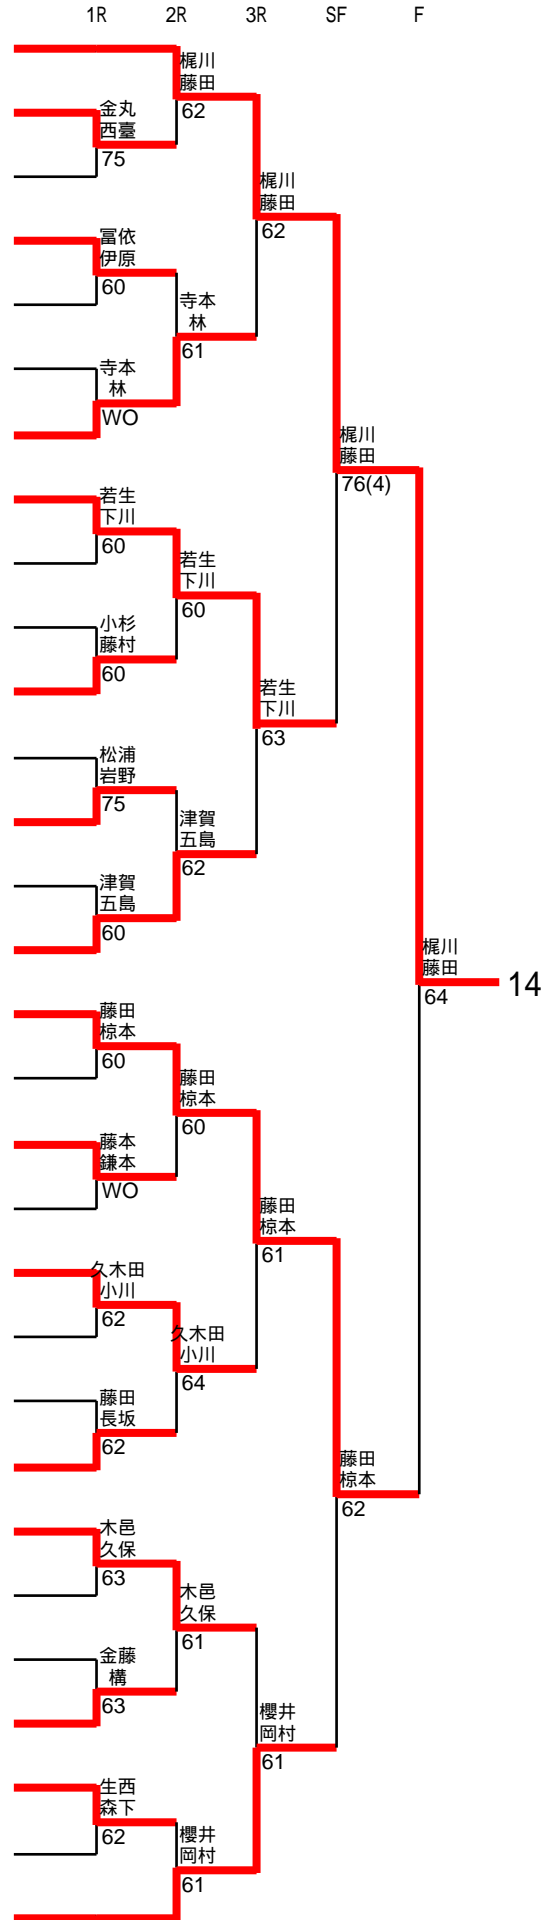 1R 2R 3R SF F
梶川
藤田
62
金丸
西臺
75
梶川
藤田
62
冨依
伊原
60
寺本
林
61
寺本
林
WO
梶川
藤田
76(4)
若生
下川
60
若生
下川
60
小杉
藤村
60
若生
下川
63
松浦
岩野
75
津賀
五島
62
津賀
五島
60
梶川
藤田
64
14
藤田
椋本
60
藤田
椋本
60
藤本
鎌本
WO
藤田
椋本
61
久木田
小川
62
久木田
小川
64
藤田
長坂
62
藤田
椋本
62
木邑
久保
63
木邑
久保
61
金藤
構
63
櫻井
岡村
61
生西
森下
62
櫻井
岡村
61